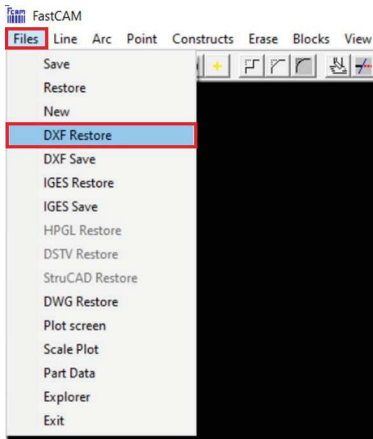 Fcam FastCAM
Files Line Arc Point Constructs Erase Blocks View
Save
Restore
New
DXF Restore
DXF Save
IGES Restore
IGES Save
HPGL Restore
DSTV Restore
StruCAD Restore
DWG Restore
Plot screen
Scale Plot
Part Data
Explorer
Exit